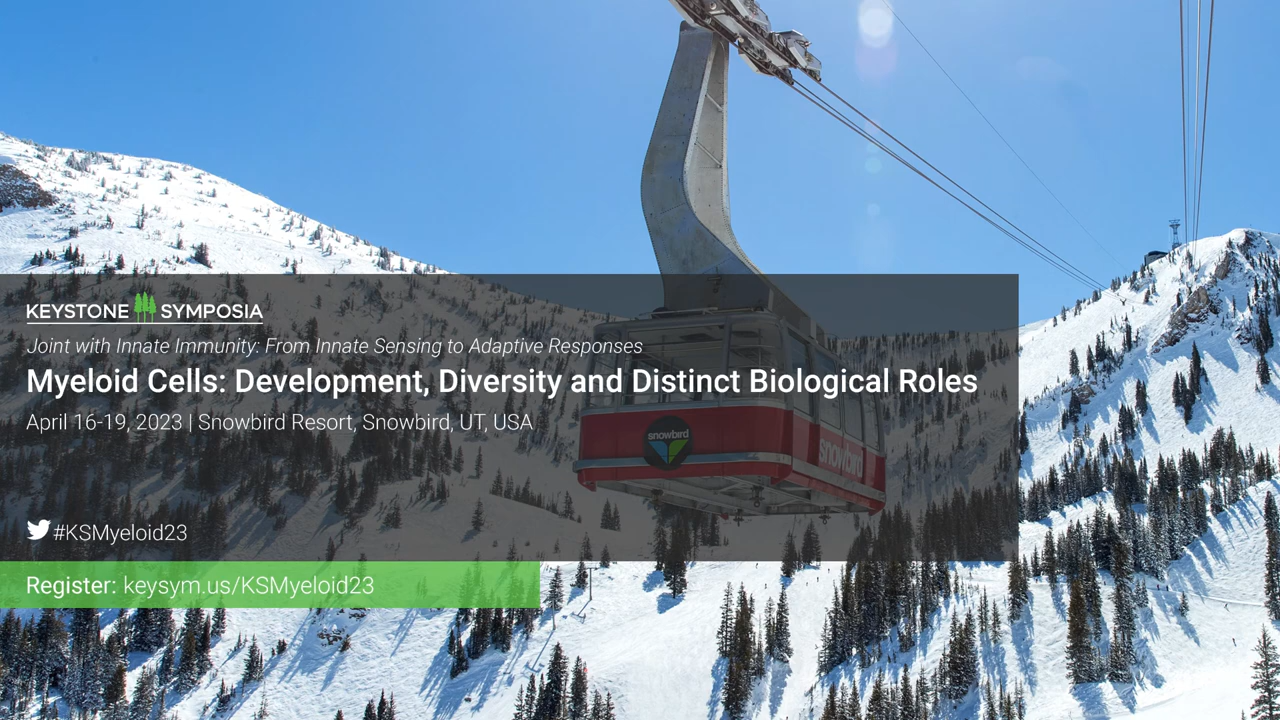 KEYSTONE SYMPOSIA
Joint with Innate Immunity: From Innate Sensing to Adaptive Responses
Myeloid Cells: Development, Diversity and Distinct Biological Roles
April 16-19, 2023 | Snowbird Resort, Snowbird, UT, USA
snowbird
snowbird
#KSMyeloid23
Register: keysym.us/KSMyeloid23